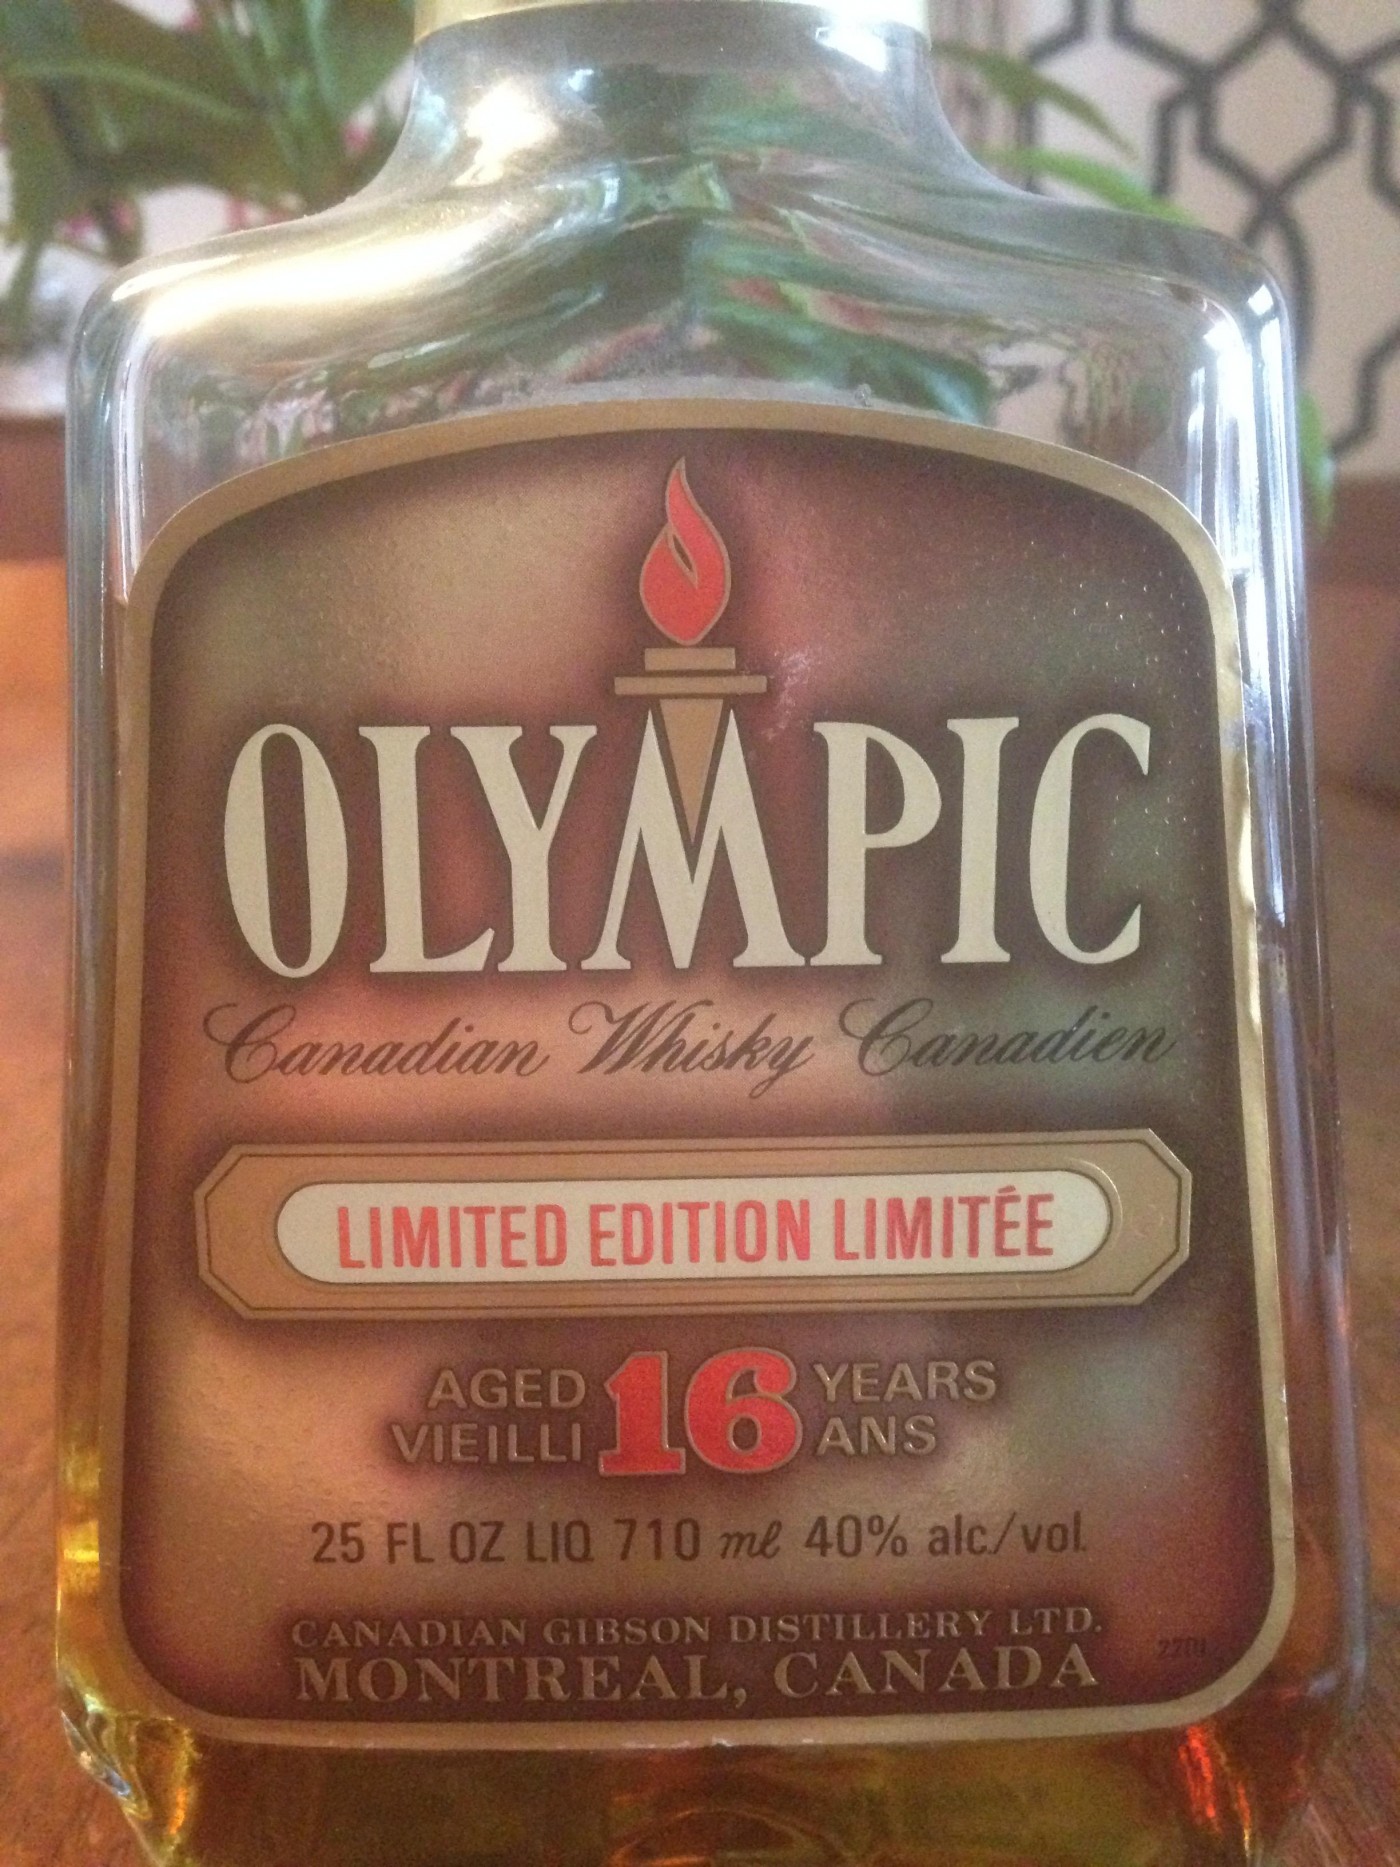 OLYMPIC
Canadian Whisky Canadien
LIMITED EDITION LIMITÉE
AGED 16 YEARS
VIEILLI ANS
25 FL OZ LIQ 710 ml 40% alc./vol.
CANADIAN GIBSON DISTILLERY LTD.
MONTREAL, CANADA